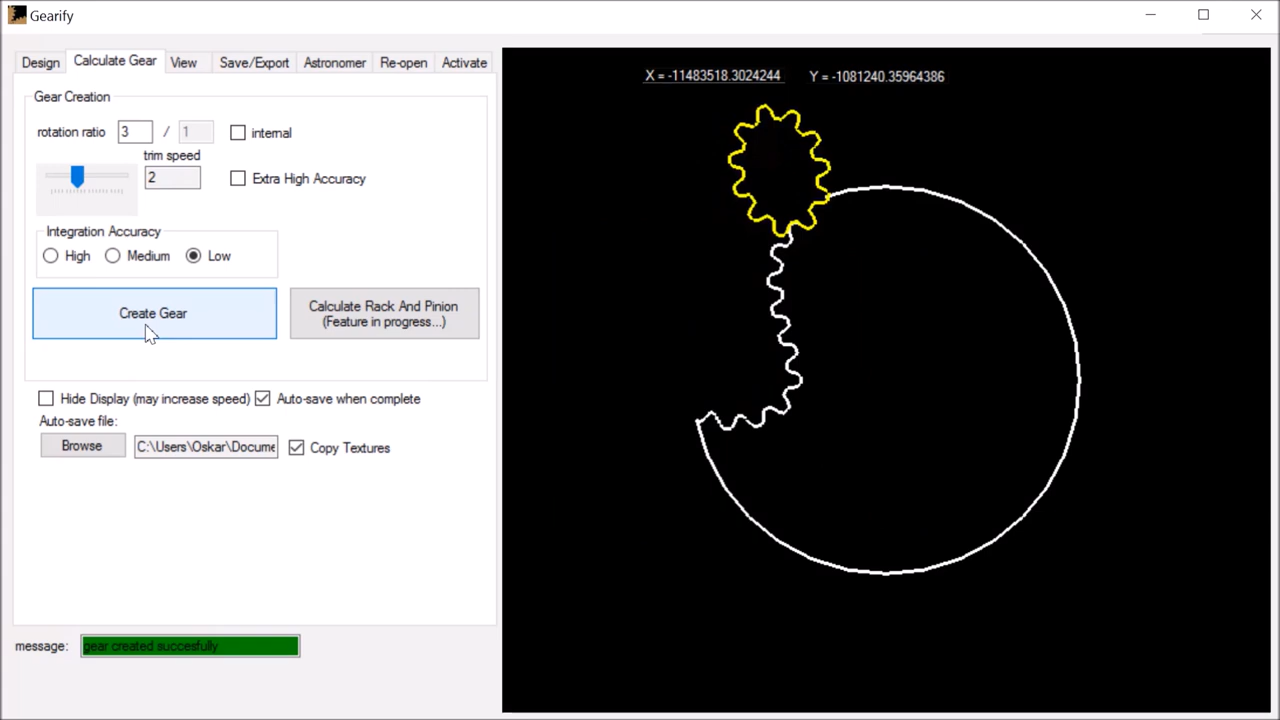 Gearify
Design Calculate Gear View Save/Export Astronomer Re-open Activate
X = -11483518.3024244 Y = -1081240.35964386
Gear Creation
rotation ratio 3 / 1 internal
trim speed
2 Extra High Accuracy
Integration Accuracy
High Medium Low
Create Gear
Calculate Rack And Pinion
(Feature in progress...)
Hide Display (may increase speed) Auto-save when complete
Auto-save file:
Browse C:\Users\Oskar\Docume Copy Textures
message: gear created succesfully